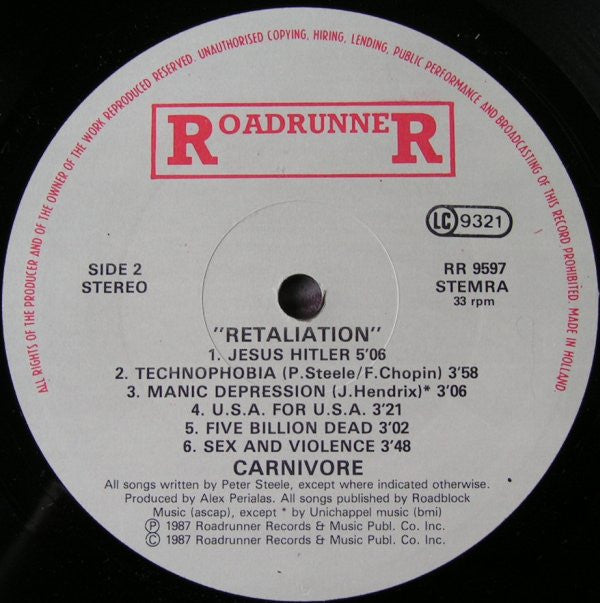 ALL RIGHTS OF THE PRODUCER AND OF THE OWNER OF THE WORK REPRODUCED RESERVED. UNAUTHORISED COPYING, HIRING, LENDING, PUBLIC PERFORMANCE AND BROADCASTING OF THIS RECORD PROHIBITED. MADE IN HOLLAND.
ROADRUNNER
LC 9321
SIDE 2
STEREO
RR 9597
STEMRA
33 rpm
"RETALIATION"
1. JESUS HITLER 5'06
2. TECHNOPHOBIA (P.Steele/F.Chopin) 3'58
3. MANIC DEPRESSION (J.Hendrix)* 3'06
4. U.S.A. FOR U.S.A. 3'21
5. FIVE BILLION DEAD 3'02
6. SEX AND VIOLENCE 3'48
CARNIVORE
All songs written by Peter Steele, except where indicated otherwise.
Produced by Alex Perialas. All songs published by Roadblock
Music (ascap), except * by Unichappel music (bmi)
Ⓟ 1987 Roadrunner Records & Music Publ. Co. Inc.
© 1987 Roadrunner Records & Music Publ. Co. Inc.